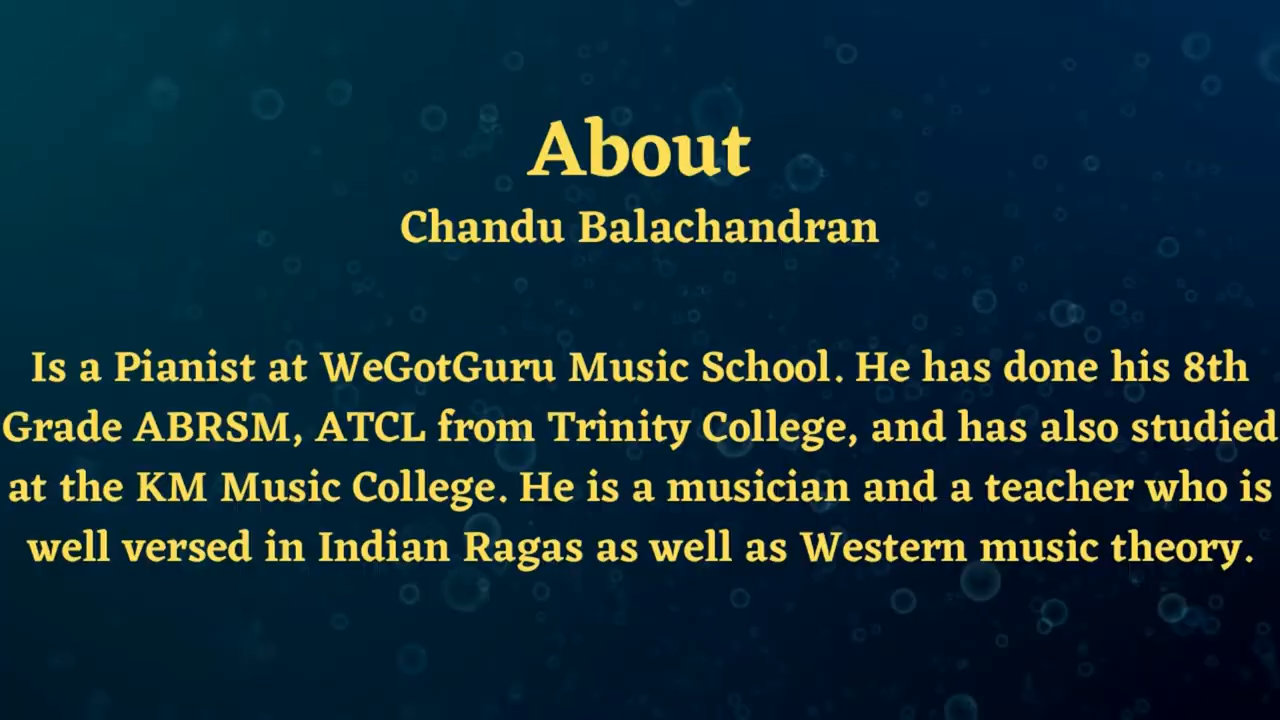 About
Chandu Balachandran
Is a Pianist at WeGotGuru Music School. He has done his 8th
Grade ABRSM, ATCL from Trinity College, and has also studied
at the KM Music College. He is a musician and a teacher who is
well versed in Indian Ragas as well as Western music theory.